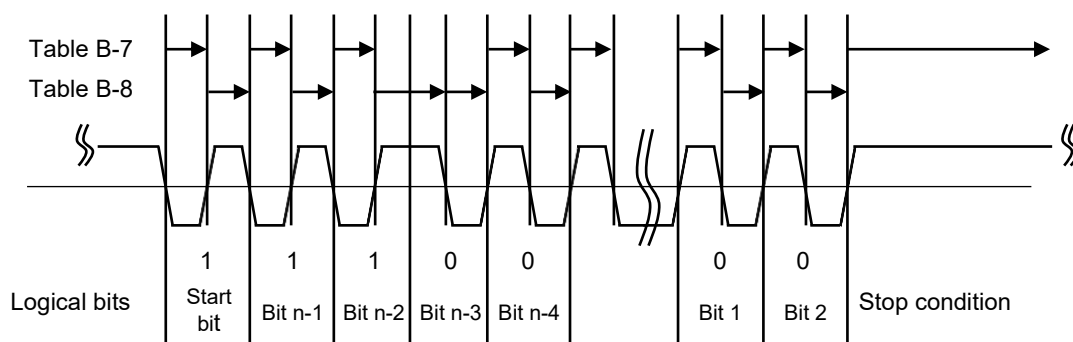 Table B-7
Table B-8
1 1 1 0 0 0 0
Logical bits Start bit Bit n-1 Bit n-2 Bit n-3 Bit n-4 Bit 1 Bit 2 Stop condition